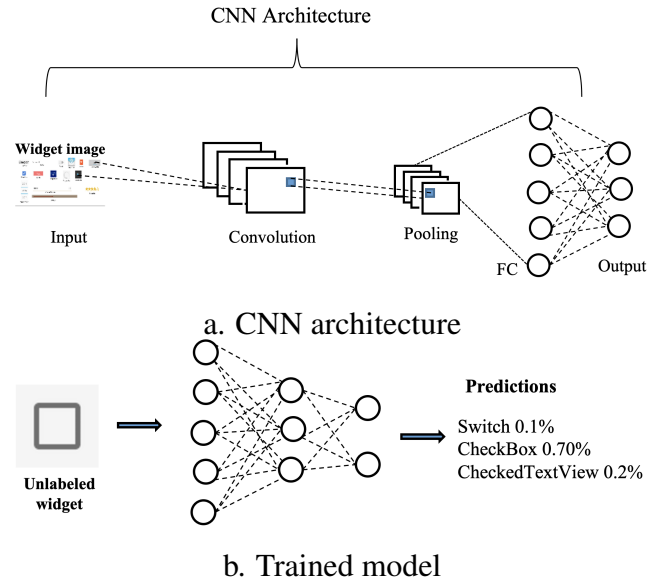 CNN Architecture
Widget image
Input
Convolution
Pooling
FC
Output
a. CNN architecture
Unlabeled
widget
Predictions
Switch 0.1%
CheckBox 0.70%
CheckedTextView 0.2%
b. Trained model